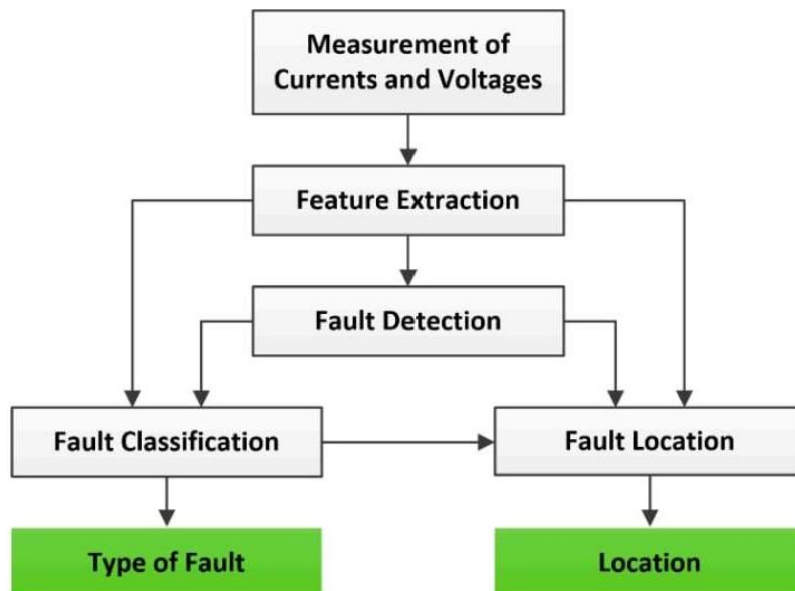 Measurement of
Currents and Voltages
Feature Extraction
Fault Detection
Fault Classification
Fault Location
Type of Fault
Location